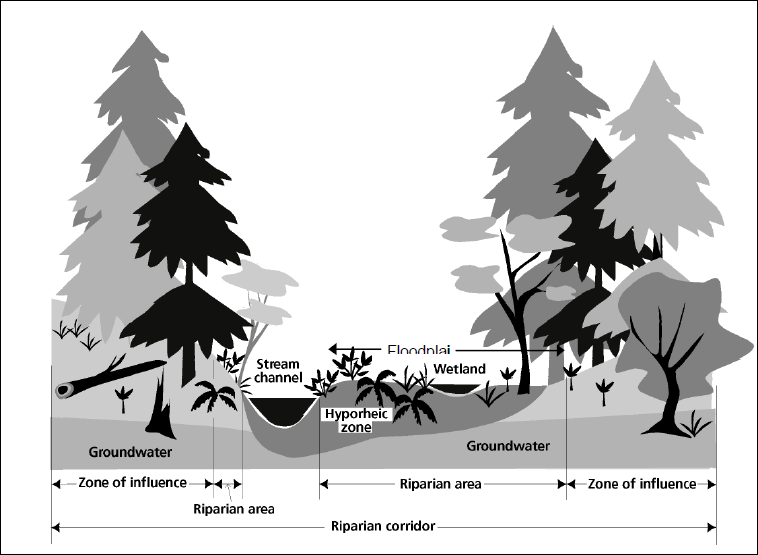 Floodplai
Stream
channel
Wetland
Hyporheic
zone
Groundwater
Groundwater
Zone of influence
Riparian area
Zone of influence
Riparian area
Riparian corridor